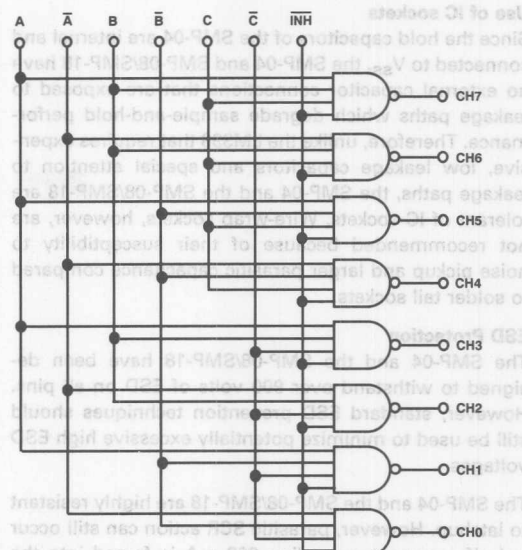 A A̅ B B̅ C C̅ I̅N̅H̅
CH7
CH6
CH5
CH4
CH3
CH2
CH1
CH0
Use of IC sockets
Since the hold capacitors of the SMP-04 are internal and
connected to VSS, the SMP-04 and SMP-08/SMP-18 have
no external capacitor connections that are exposed to
leakage paths which degrade sample-and-hold perfor-
mance. Therefore, unlike the that requires expen-
sive, low leakage capacitors and special attention to
leakage paths, the SMP-04 and the SMP-08/SMP-18 are
tolerant of IC sockets. Wire-wrap sockets, however, are
not recommended because of their susceptibility to
noise pickup and larger parasitic capacitance compared
to solder tail sockets.
ESD Protection
The SMP-04 and the SMP-08/SMP-18 have benn de-
signed to withstand over 800 volts of ESD on all pins.
However, standard ESD prevention techniques should
still be used to minimize potentially excessive high ESD
voltages.
The SMP-04 and the SMP-08/SMP-18 are highly resistant
to latchup. However, parasitic SCR action can still occur